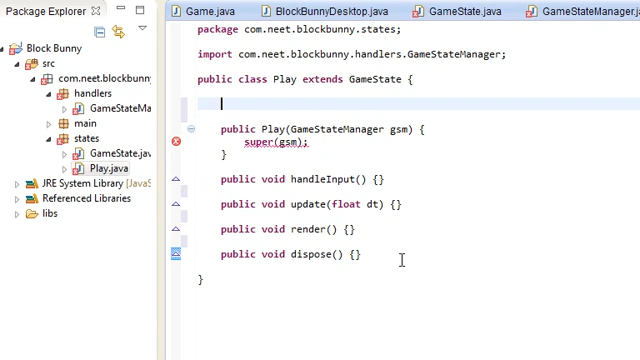 Package Explorer
Block Bunny
src
com.neet.blockbunny
handlers
GameStateMa
main
states
GameState.jav
Play.java
JRE System Library [JavaSE-1
Referenced Libraries
libs
Game.java
BlockBunnyDesktop.java
GameState.java
GameStateManager.j
package com.neet.blockbunny.states;
import com.neet.blockbunny.handlers.GameStateManager;
public class Play extends GameState {
public Play(GameStateManager gsm) {
super(gsm);
}
public void handleInput() {}
public void update(float dt) {}
public void render() {}
public void dispose() {}
}